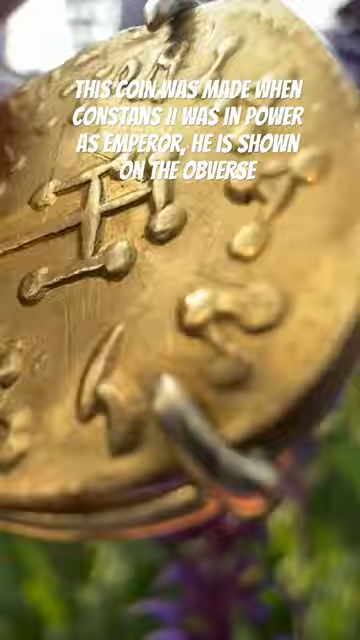 THIS COIN WAS MADE WHEN
CONSTANS II WAS IN POWER
AS EMPEROR, HE IS SHOWN
ON THE OBVERSE